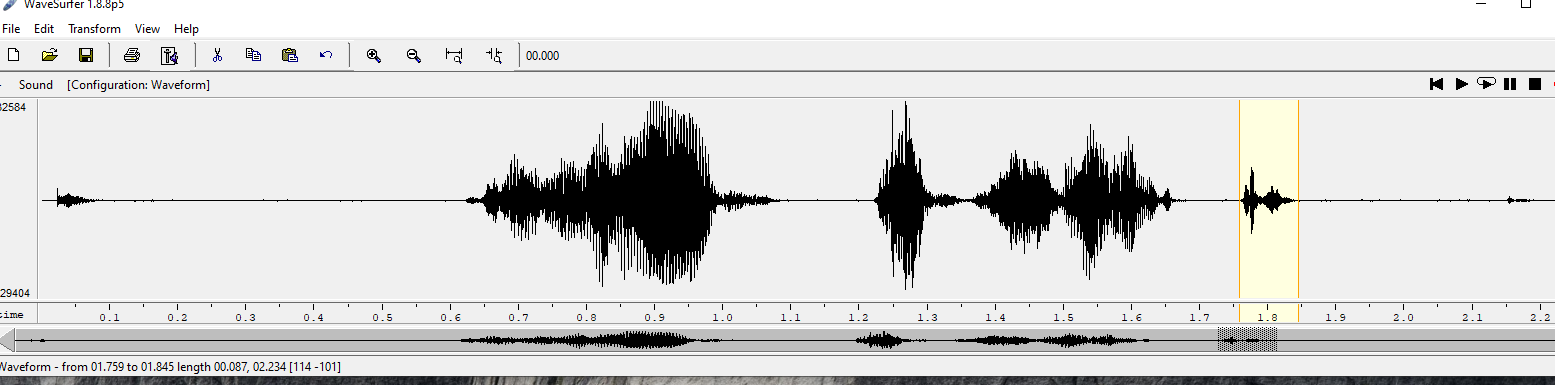 WaveSurfer 1.8.8p5
File Edit Transform View Help
00.000
Sound [Configuration: Waveform]
32584
29404
time 0.1 0.2 0.3 0.4 0.5 0.6 0.7 0.8 0.9 1.0 1.1 1.2 1.3 1.4 1.5 1.6 1.7 1.8 1.9 2.0 2.1 2.2
Waveform - from 01.759 to 01.845 length 00.087, 02.234 [114 -101]